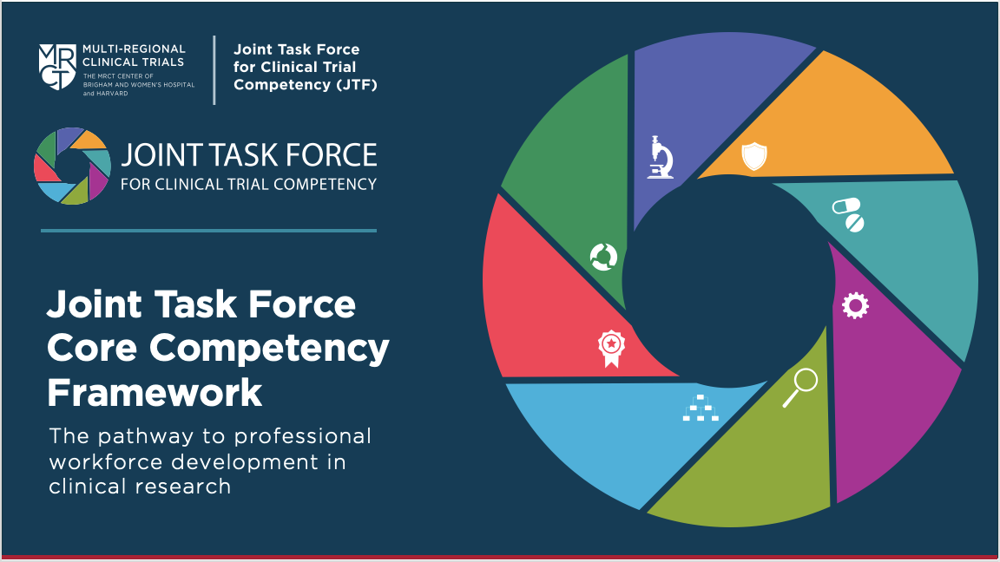 MRCT
MULTI-REGIONAL
CLINICAL TRIALS
THE MRCT CENTER OF
BRIGHAM AND WOMEN'S HOSPITAL
and HARVARD
Joint Task Force
for Clinical Trial
Competency (JTF)
JOINT TASK FORCE
FOR CLINICAL TRIAL COMPETENCY
Joint Task Force
Core Competency
Framework
The pathway to professional
workforce development in
clinical research